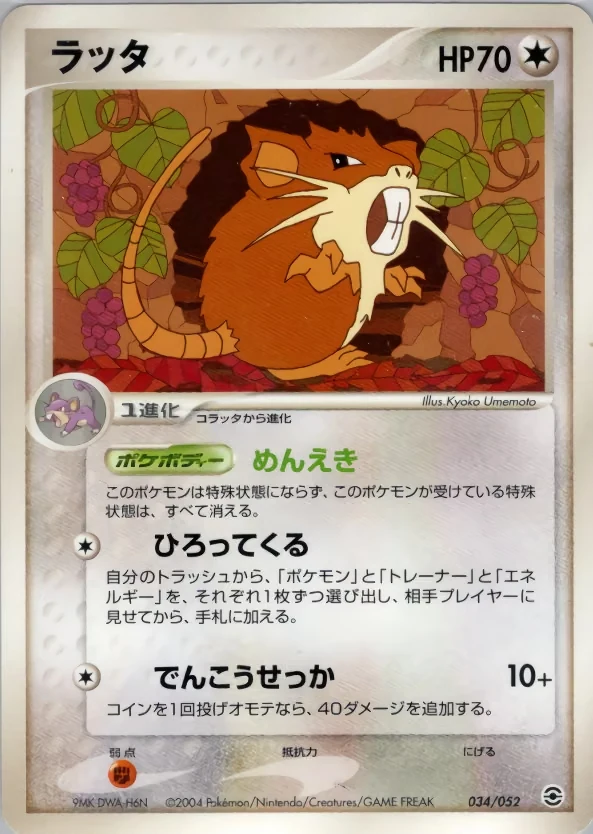 ラッタ
HP70
Illus.Kyoko Umemoto
1進化
コラッタから進化
ポケボディー めんえき
このポケモンは特殊状態にならず、このポケモンが受けている特殊
状態は、すべて消える。
ひろってくる
自分のトラッシュから、「ポケモン」と「トレーナー」と「エネ
ルギー」を、それぞれ1枚ずつ選び出し、相手プレイヤーに
見せてから、手札に加える。
でんこうせっか 10+
コインを1回投げオモテなら、40ダメージを追加する。
弱点 抵抗力 にげる
9MK DWA-H6N ©2004 Pokémon/Nintendo/Creatures/GAME FREAK 034/052